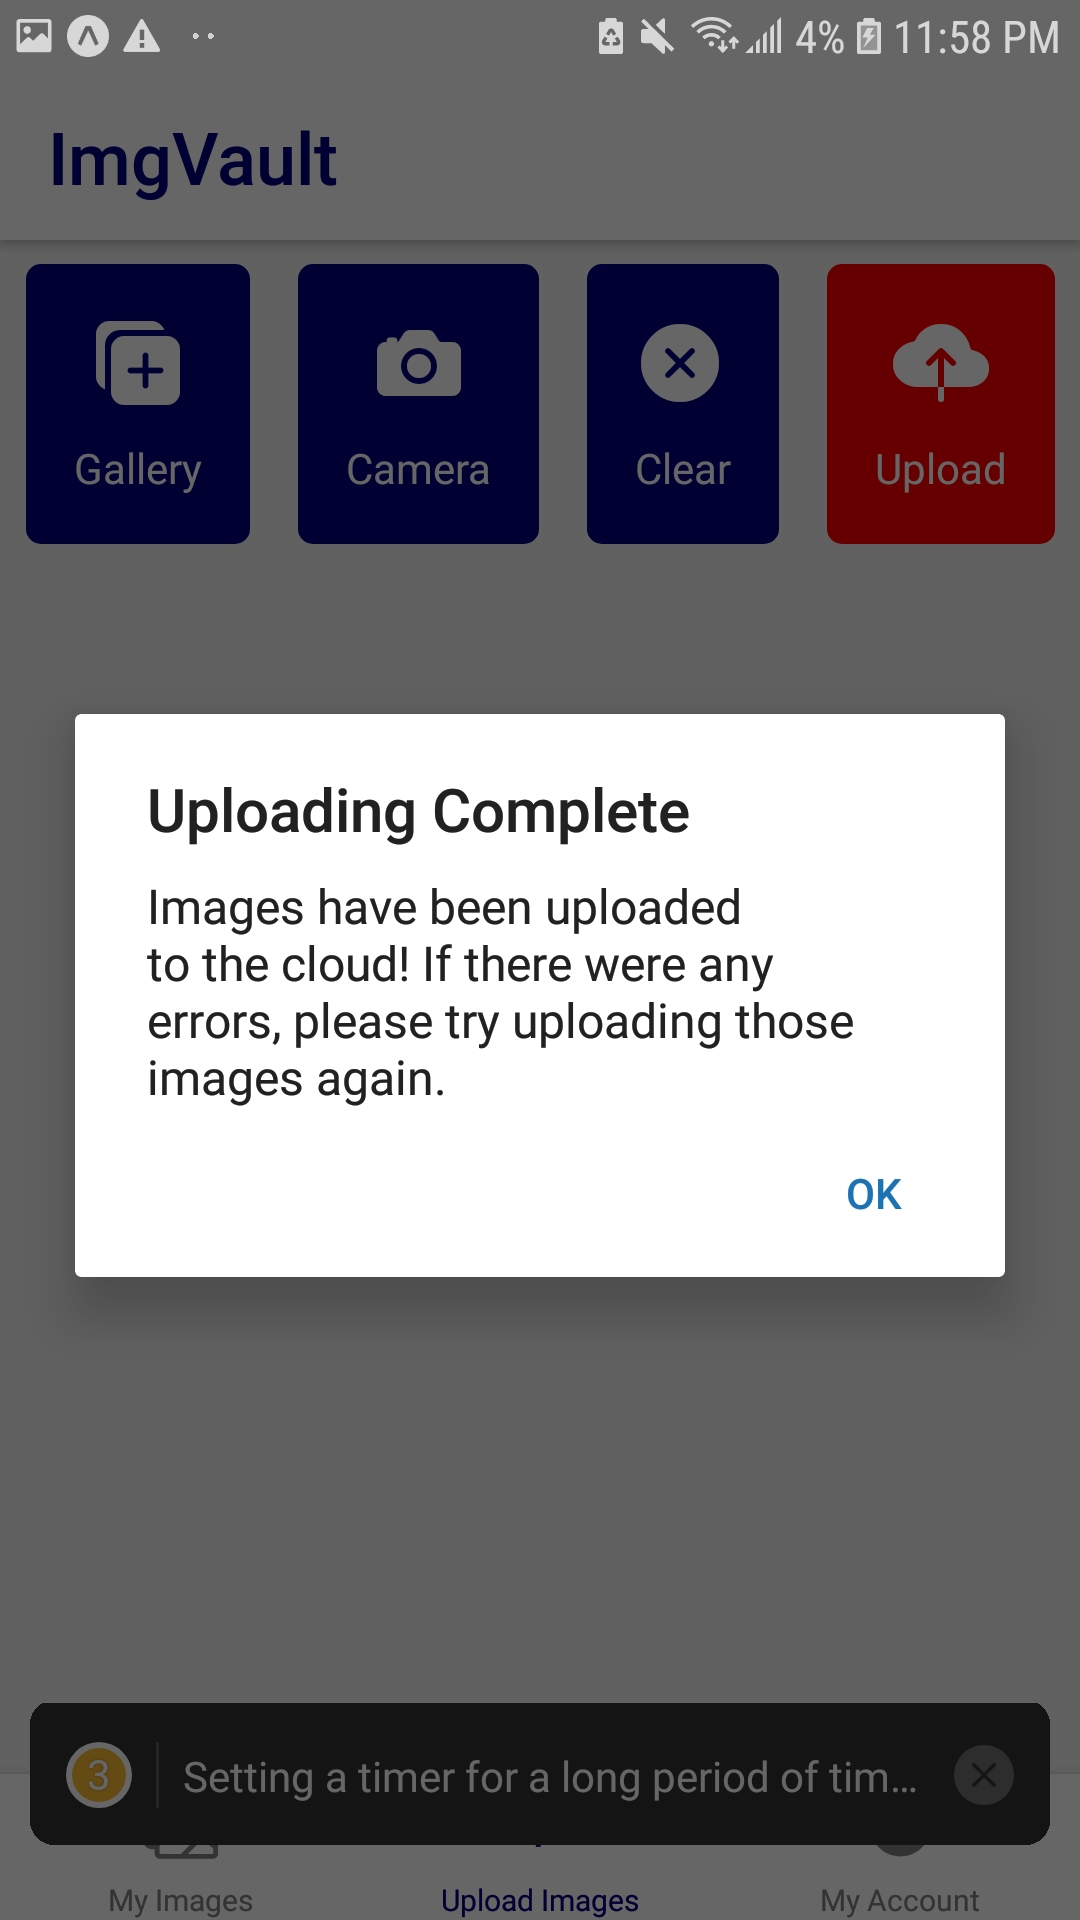 4% 11:58 PM
ImgVault
Gallery
Camera
Clear
Upload
Uploading Complete
Images have been uploaded
to the cloud! If there were any
errors, please try uploading those
images again.
OK
3
Setting a timer for a long period of tim...
My Images
Upload Images
My Account